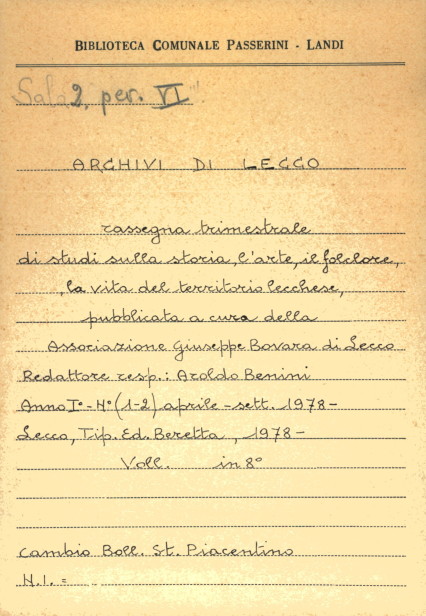 BIBLIOTECA COMUNALE PASSERINI - LANDI
Sala 2. per. VI
ARCHIVI DI LECCO
rassegna trimestrale
di studi sulla storia, l'arte, il folclore,
la vita del territorio lecchese,
pubblicata a cura della
Associazione Giuseppe Bovara di Lecco
Redattore resp.: Aroldo Benini
Anno I° - N° (1-2) aprile - sett. 1978 -
Lecco, Tip. Ed. Beretta, 1978 -
Voll. in 8°
Cambio Boll. St. Piacentino
N.I. =